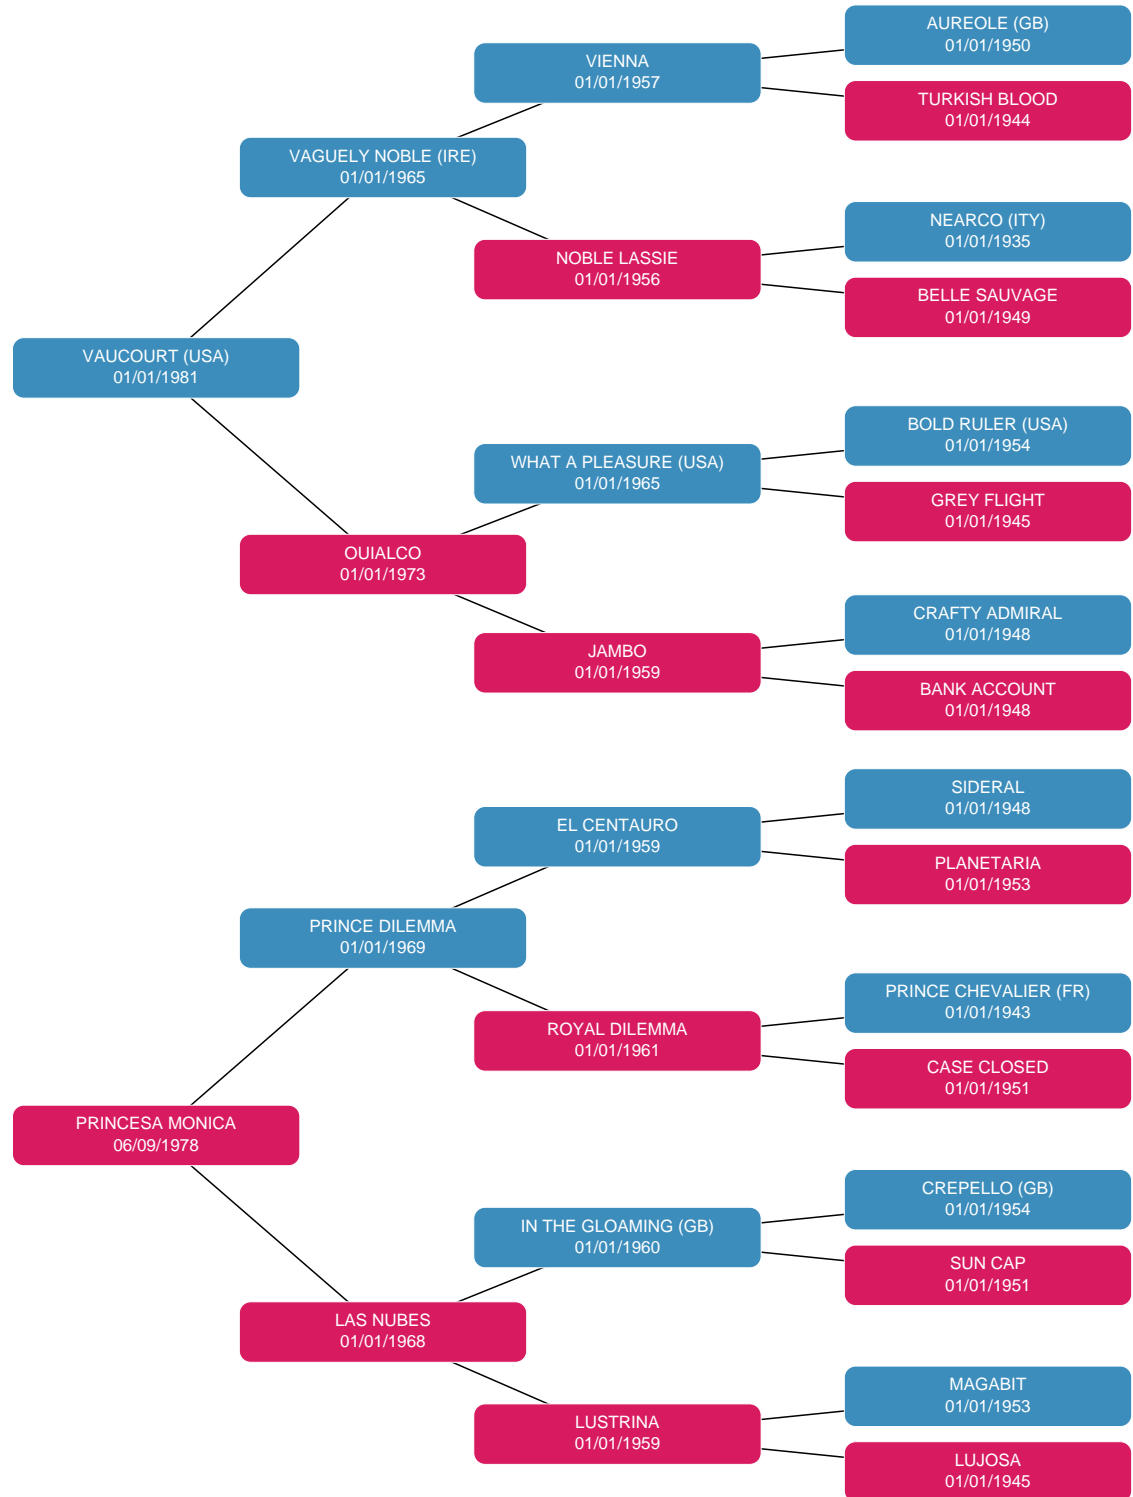 AUREOLE (GB)
01/01/1950
VIENNA
01/01/1957
TURKISH BLOOD
01/01/1944
VAGUELY NOBLE (IRE)
01/01/1965
NEARCO (ITY)
01/01/1935
NOBLE LASSIE
01/01/1956
BELLE SAUVAGE
01/01/1949
VAUCOURT (USA)
01/01/1981
BOLD RULER (USA)
01/01/1954
WHAT A PLEASURE (USA)
01/01/1965
GREY FLIGHT
01/01/1945
OUIALCO
01/01/1973
CRAFTY ADMIRAL
01/01/1948
JAMBO
01/01/1959
BANK ACCOUNT
01/01/1948
SIDERAL
01/01/1948
EL CENTAURO
01/01/1959
PLANETARIA
01/01/1953
PRINCE DILEMMA
01/01/1969
PRINCE CHEVALIER (FR)
01/01/1943
ROYAL DILEMMA
01/01/1961
CASE CLOSED
01/01/1951
PRINCESA MONICA
06/09/1978
CREPELLO (GB)
01/01/1954
IN THE GLOAMING (GB)
01/01/1960
SUN CAP
01/01/1951
LAS NUBES
01/01/1968
MAGABIT
01/01/1953
LUSTRINA
01/01/1959
LUJOSA
01/01/1945